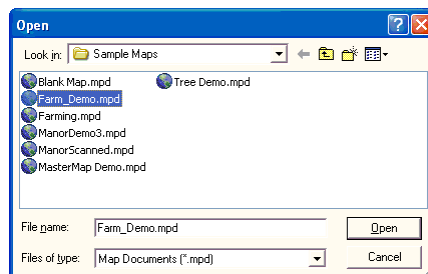 Open
Look in: Sample Maps
Blank Map.mpd Tree Demo.mpd
Farm_Demo.mpd
Farming.mpd
ManorDemo3.mpd
ManorScanned.mpd
MasterMap Demo.mpd
File name: Farm_Demo.mpd Open
Files of type: Map Documents (*.mpd) Cancel